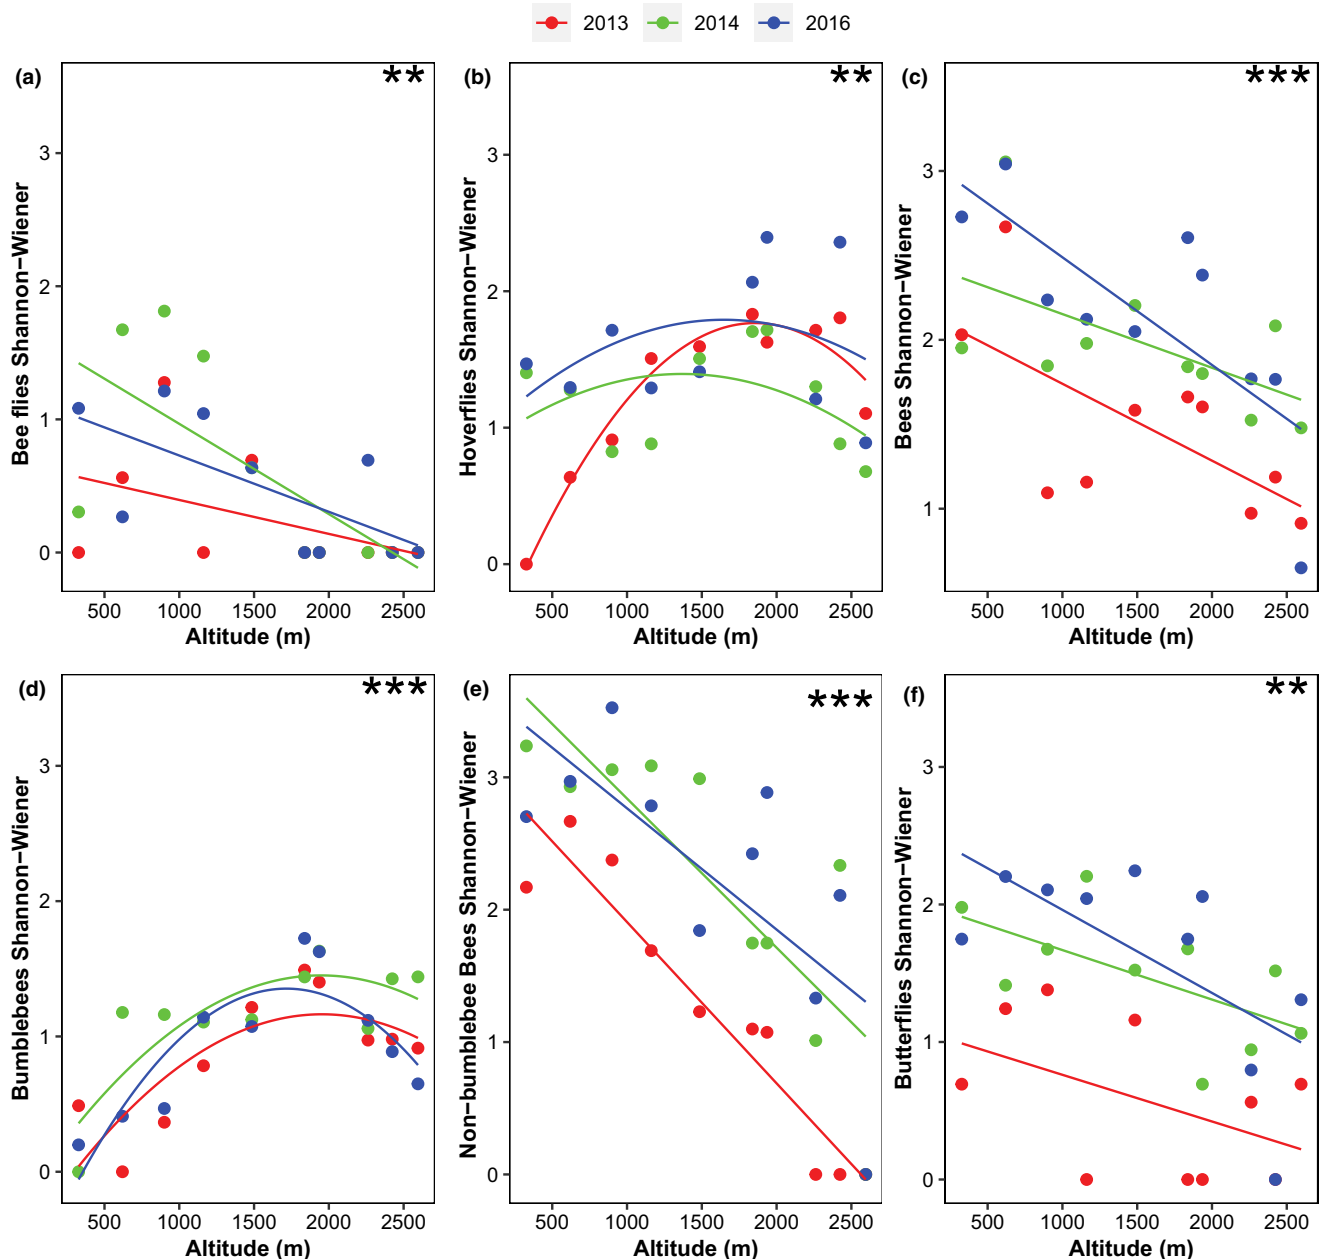 2013 2014 2016
(a) **
Bee flies Shannon−Wiener
3
2
1
0
500 1000 1500 2000 2500
Altitude (m)
(b) **
Hoverflies Shannon−Wiener
3
2
1
0
500 1000 1500 2000 2500
Altitude (m)
(c) ***
Bees Shannon−Wiener
3
2
1
500 1000 1500 2000 2500
Altitude (m)
(d) ***
Bumblebees Shannon−Wiener
3
2
1
0
500 1000 1500 2000 2500
Altitude (m)
(e) ***
Non−bumblebee Bees Shannon−Wiener
3
2
1
0
500 1000 1500 2000 2500
Altitude (m)
(f) **
Butterflies Shannon−Wiener
3
2
1
0
500 1000 1500 2000 2500
Altitude (m)